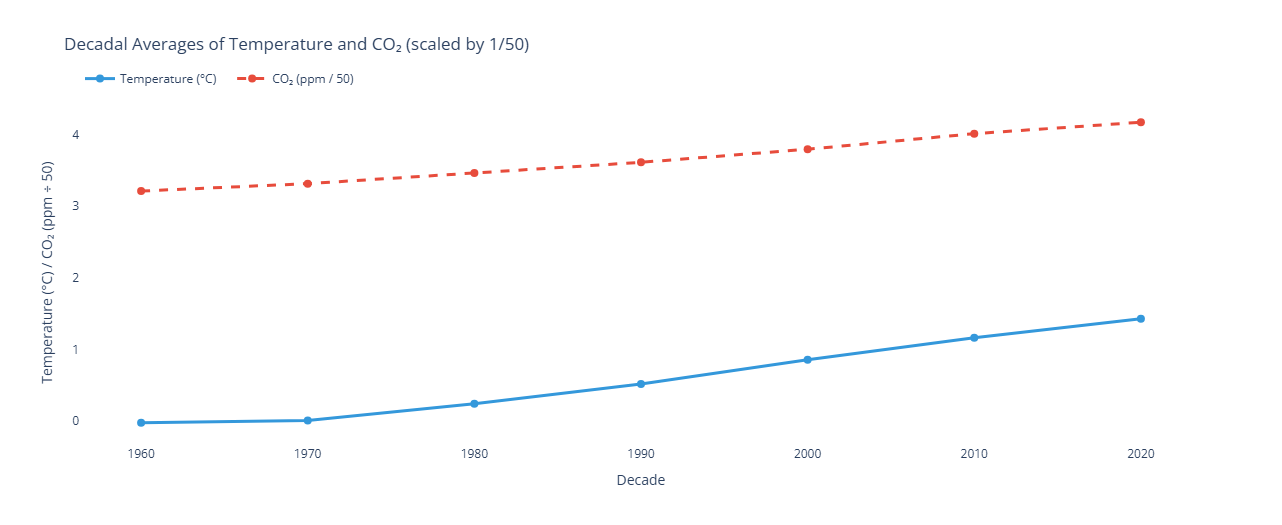 Decadal Averages of Temperature and CO₂ (scaled by 1/50)
Temperature (°C)
CO₂ (ppm / 50)
Temperature (°C) / CO₂ (ppm ÷ 50)
4
3
2
1
0
1960 1970 1980 1990 2000 2010 2020
Decade